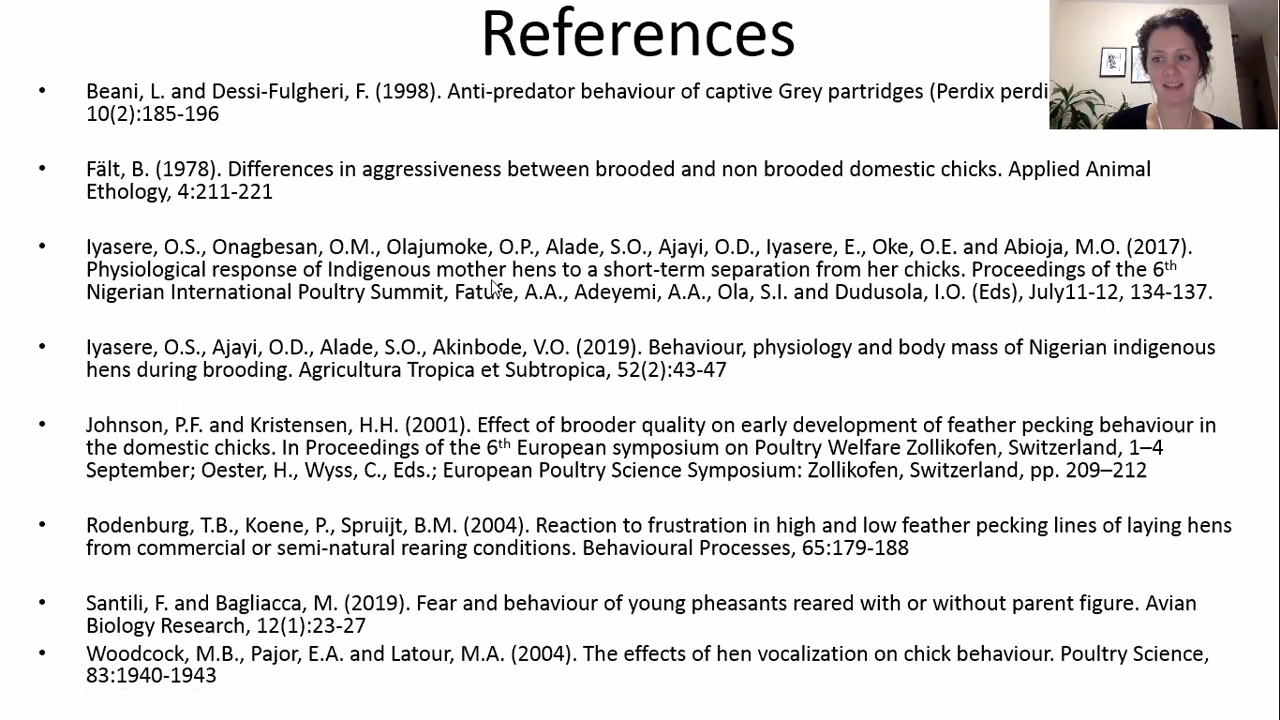 References
• Beani, L. and Dessi-Fulgheri, F. (1998). Anti-predator behaviour of captive Grey partridges (Perdix perdi
10(2):185-196
• Fält, B. (1978). Differences in aggressiveness between brooded and non brooded domestic chicks. Applied Animal
Ethology, 4:211-221
• Iyasere, O.S., Onagbesan, O.M., Olajumoke, O.P., Alade, S.O., Ajayi, O.D., Iyasere, E., Oke, O.E. and Abioja, M.O. (2017).
Physiological response of Indigenous mother hens to a short-term separation from her chicks. Proceedings of the 6th
Nigerian International Poultry Summit, Fature, A.A., Adeyemi, A.A., Ola, S.I. and Dudusola, I.O. (Eds), July11-12, 134-137.
• Iyasere, O.S., Ajayi, O.D., Alade, S.O., Akinbode, V.O. (2019). Behaviour, physiology and body mass of Nigerian indigenous
hens during brooding. Agricultura Tropica et Subtropica, 52(2):43-47
• Johnson, P.F. and Kristensen, H.H. (2001). Effect of brooder quality on early development of feather pecking behaviour in
the domestic chicks. In Proceedings of the 6th European symposium on Poultry Welfare Zollikofen, Switzerland, 1–4
September; Oester, H., Wyss, C., Eds.; European Poultry Science Symposium: Zollikofen, Switzerland, pp. 209–212
• Rodenburg, T.B., Koene, P., Spruijt, B.M. (2004). Reaction to frustration in high and low feather pecking lines of laying hens
from commercial or semi-natural rearing conditions. Behavioural Processes, 65:179-188
• Santili, F. and Bagliacca, M. (2019). Fear and behaviour of young pheasants reared with or without parent figure. Avian
Biology Research, 12(1):23-27
• Woodcock, M.B., Pajor, E.A. and Latour, M.A. (2004). The effects of hen vocalization on chick behaviour. Poultry Science,
83:1940-1943